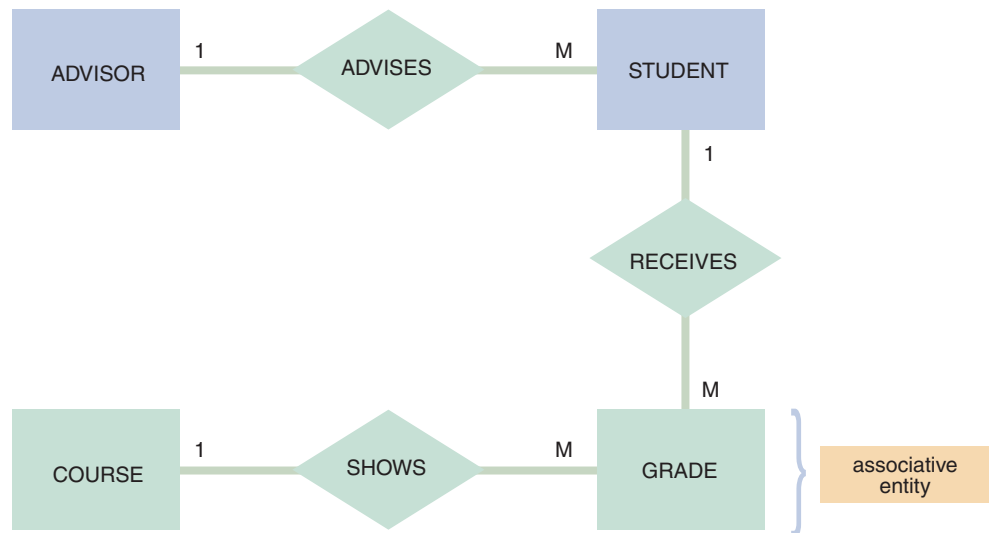 ADVISOR
1
ADVISES
M
STUDENT
1
RECEIVES
M
COURSE
1
SHOWS
M
GRADE
associative
entity